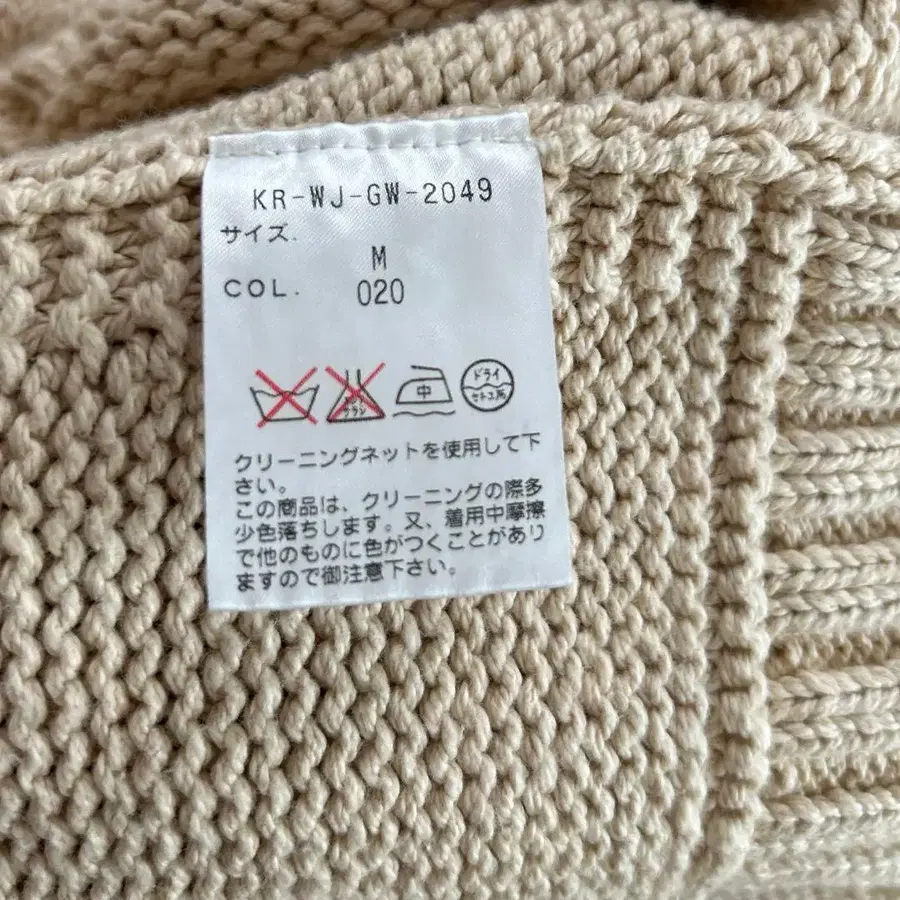 KR-WJ-GW-2049
サイズ.
M
COL. 020
中
ドライ
セキユ系
クリーニングネットを使用して下
さい。
この商品は、クリーニングの際多
少色落ちします。又、着用中摩擦
で他のものに色がつくことがあり
ますので御注意下さい。